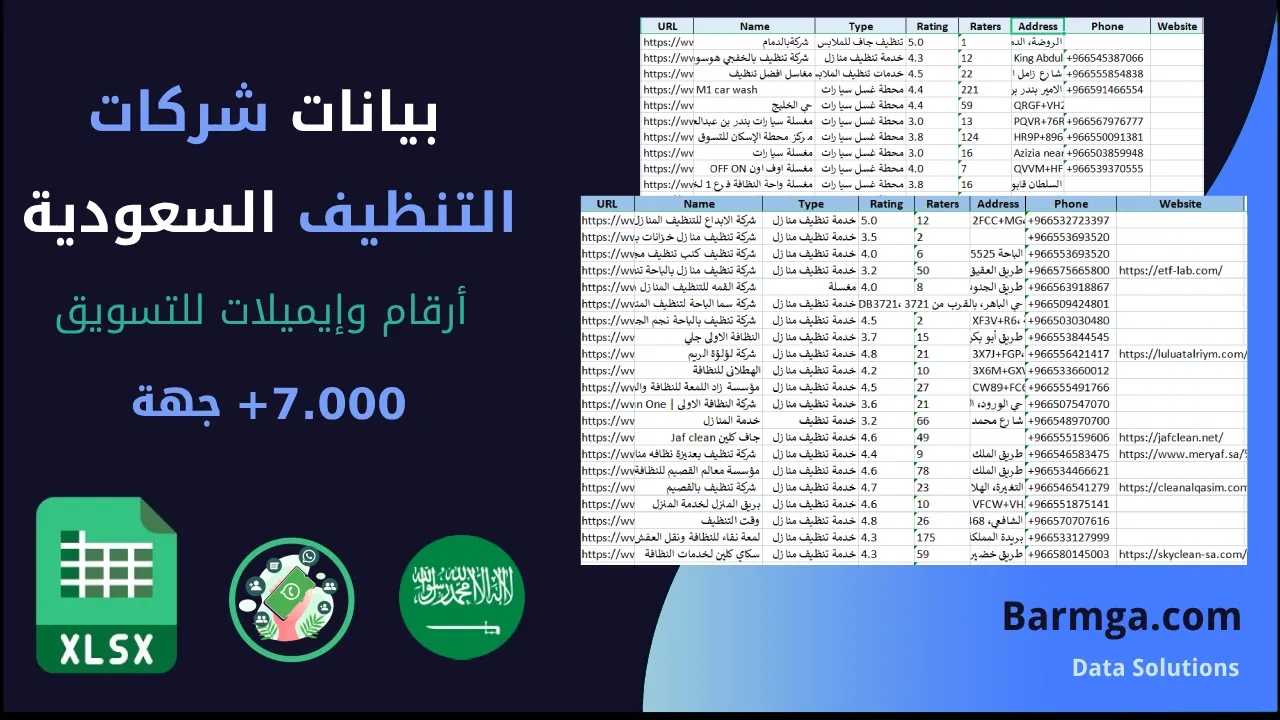 بيانات شركات
التنظيف السعودية
أرقام وإيميلات للتسويق
7.000+ جهة
XLSX
لا إله إلا الله محمد رسول الله
URL Name Type Rating Raters Address Phone Website
https://wv شركةبالدمام تنظيف جاف للملابس 5.0 1 الروضة، الده
https://wv شركة تنظيف بالخفجي هوسو خدمة تنظيف منازل 4.3 12 King Abdul +966545387066
https://wv مغاسل افضل تنظيف خدمات تنظيف الملابس 4.5 22 شارع زامل ا +966555854838
https://wv M1 car wash محطة غسل سيارات 4.4 221 الامير بندر بر +966591466554
https://wv حي الخليج محطة غسل سيارات 4.4 59 QRGF+VH2
https://wv مغسلة سيارات بندر بن عبدالعز محطة غسل سيارات 3.0 13 PQVR+76R +966567976777
https://wv مركز محطة الإسكان للتسوق محطة غسل سيارات 3.8 124 HR9P+896 +966550091381
https://wv مغسلة سيارات محطة غسل سيارات 3.0 16 Azizia near +966503859948
https://wv مغسلة اوف اون OFF ON محطة غسل سيارات 4.0 7 QVVM+HF +966539370555
https://wv مغسلة واحة النظافة فرع 1 لخ محطة غسل سيارات 3.8 16 السلطان قابو
URL Name Type Rating Raters Address Phone Website
https://wv شركة الابداع للتنظيف المنازل خدمة تنظيف منازل 5.0 12 2FCC+MG +966532723397
https://wv شركة تنظيف منازل خزانات ب خدمة تنظيف منازل 3.5 2 +966553693520
https://wv شركة تنظيف كنب تنظيف مج خدمة تنظيف منازل 4.0 6 الباحة 5525 +966553693520
https://wv شركة تنظيف منازل بالباحة تن خدمة تنظيف منازل 3.2 50 طريق العقيق +966575665800 https://etf-lab.com/
https://wv شركة القمه للتنظيف المنازل مغسلة 4.0 8 طريق الجنوب +966563918867
https://wv شركة سما الباحة لتنظيف المن خدمة تنظيف منازل DB3721، 3721 حي الباهر، بالقرب من +966509424801
https://wv شركة تنظيف بالباحة نجم الج خدمة تنظيف منازل 4.5 2 XF3V+R6، +966503030480
https://wv النظافة الاولى جلي خدمة تنظيف منازل 3.7 15 طريق أبو بكر +966553844545
https://wv شركة لؤلؤة الريم خدمة تنظيف منازل 4.8 21 3X7J+FGP، +966556421417 https://luluatalriym.com/
https://wv الهطلانى للنظافة خدمة تنظيف منازل 4.2 10 3X6M+GX +966533660012
https://wv مؤسسة زاد اللمعة للنظافة وال خدمة تنظيف منازل 4.5 27 CW89+FC6 +966555491766
https://wv شركة النظافة الاولى | n One خدمة تنظيف منازل 3.6 21 حي الورود، ال +966507547070
https://wv خدمة المنازل تنظيف 3.2 66 شارع محمد +966548970700
https://wv جاف كلين Jaf clean خدمة تنظيف منازل 4.6 49 +966555159606 https://jafclean.net/
https://wv شركة تنظيف بعنيزة نظافه منا خدمة تنظيف منازل 4.4 9 طريق الملك +966546583475 https://www.meryaf.sa/
https://wv مؤسسة معالم القصيم للنظافة خدمة تنظيف منازل 4.6 78 طريق الملك +966534466621
https://wv شركة تنظيف بالقصيم خدمة تنظيف منازل 4.7 23 التغيرة، الهلا +966546541279 https://cleanalqasim.com
https://wv بريق المنزل لخدمة المنزل خدمة تنظيف منازل 4.6 10 VFCW+VH +966551875141
https://wv وقت التنظيف خدمة تنظيف منازل 4.8 26 الشافعي، 468 +966570707616
https://wv لمعة نقاء للنظافة ونقل العفش خدمة تنظيف منازل 4.3 175 بريدة المملكة +966533127999
https://wv سكاي كلين لخدمات النظافة خدمة تنظيف منازل 4.3 59 طريق خضير +966580145003 https://skyclean-sa.com/
Barmga.com
Data Solutions